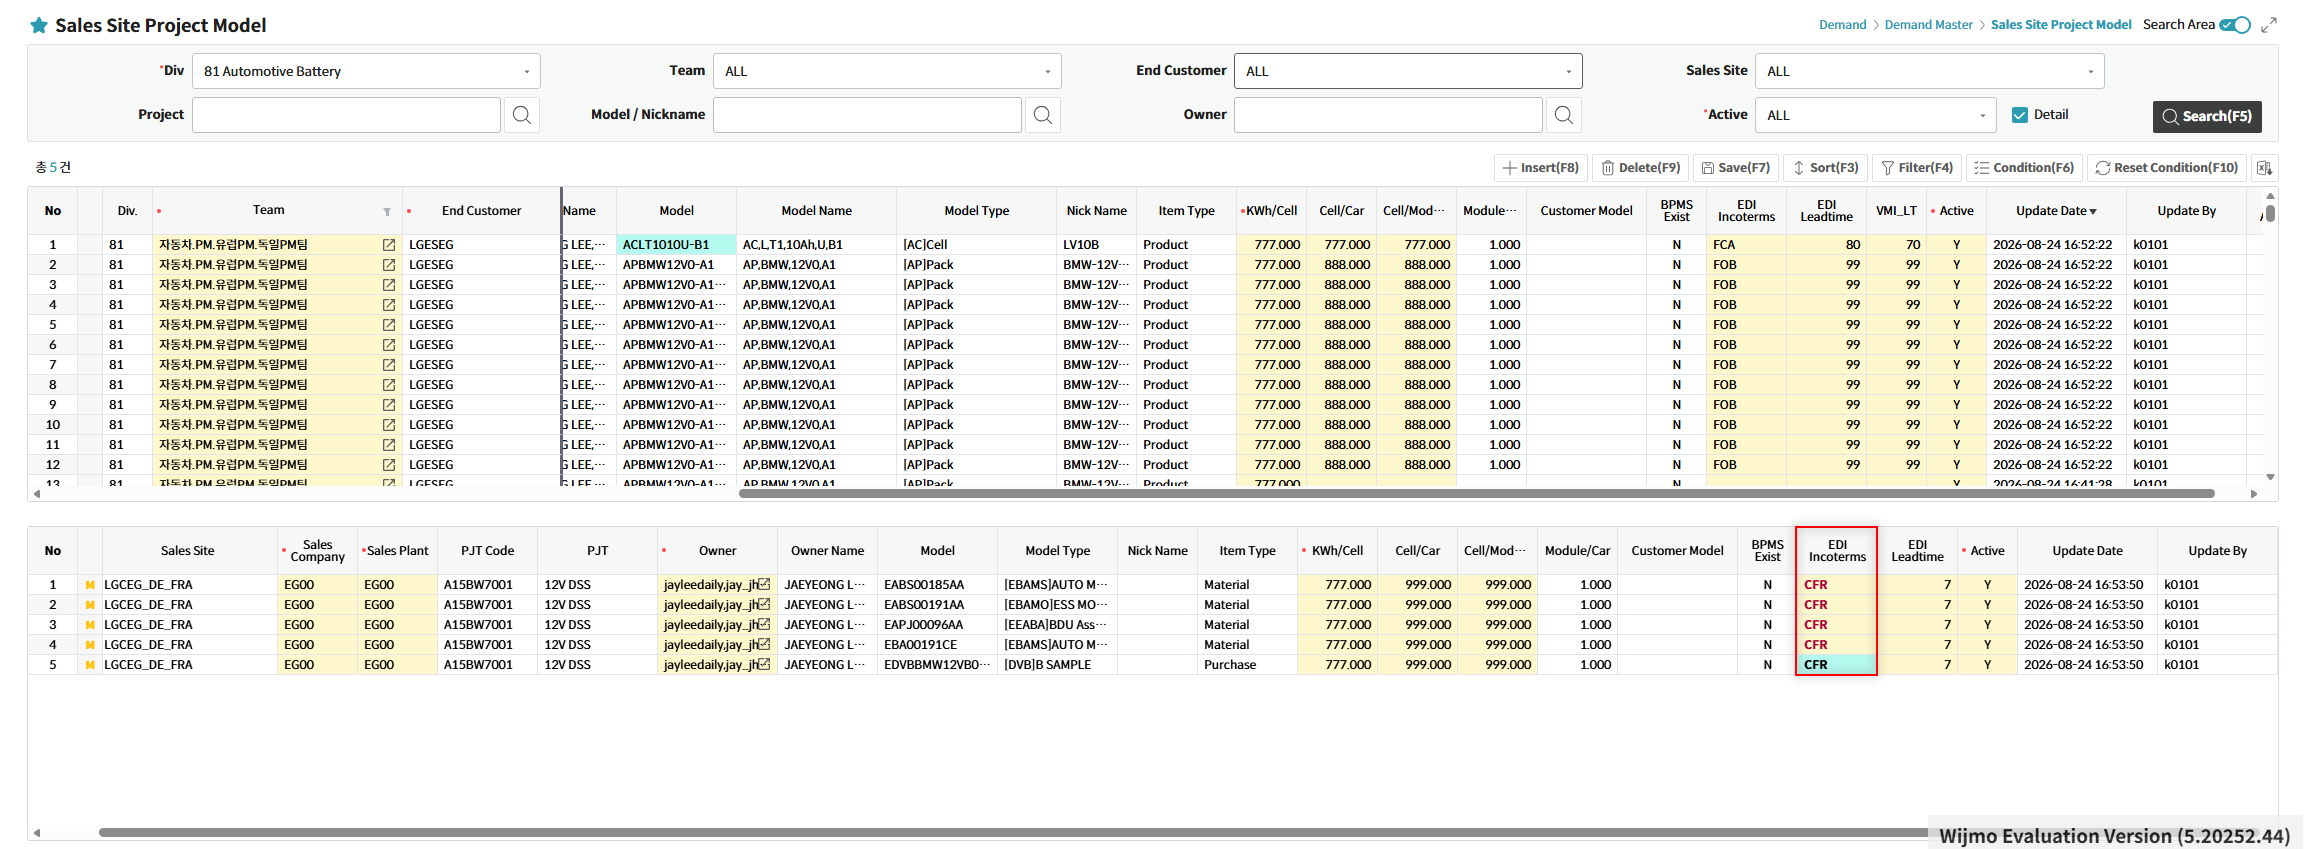 Sales Site Project Model
Demand > Demand Master > Sales Site Project Model Search Area
*Div 81 Automotive Battery Team ALL End Customer ALL Sales Site ALL
Project Model / Nickname Owner *Active ALL Detail Search(F5)
총 5 건 Insert(F8) Delete(F9) Save(F7) Sort(F3) Filter(F4) Condition(F6) Reset Condition(F10)
No Div. Team End Customer Name Model Model Name Model Type Nick Name Item Type KWh/Cell Cell/Car Cell/Mod··· Module··· Customer Model BPMS Exist EDI Incoterms EDI Leadtime VMI_LT Active Update Date Update By
1 81 자동차.PM.유럽PM.독일PM팀 LGESEG G LEE,··· ACLT1010U-B1 AC,L,T1,10Ah,U,B1 [AC]Cell LV10B Product 777.000 777.000 777.000 1.000 N FCA 80 70 Y 2026-08-24 16:52:22 k0101
2 81 자동차.PM.유럽PM.독일PM팀 LGESEG G LEE,··· APBMW12V0-A1 AP,BMW,12V0,A1 [AP]Pack BMW-12V··· Product 777.000 888.000 888.000 1.000 N FOB 99 99 Y 2026-08-24 16:52:22 k0101
3 81 자동차.PM.유럽PM.독일PM팀 LGESEG G LEE,··· APBMW12V0-A1··· AP,BMW,12V0,A1 [AP]Pack BMW-12V··· Product 777.000 888.000 888.000 1.000 N FOB 99 99 Y 2026-08-24 16:52:22 k0101
4 81 자동차.PM.유럽PM.독일PM팀 LGESEG G LEE,··· APBMW12V0-A1··· AP,BMW,12V0,A1 [AP]Pack BMW-12V··· Product 777.000 888.000 888.000 1.000 N FOB 99 99 Y 2026-08-24 16:52:22 k0101
5 81 자동차.PM.유럽PM.독일PM팀 LGESEG G LEE,··· APBMW12V0-A1··· AP,BMW,12V0,A1 [AP]Pack BMW-12V··· Product 777.000 888.000 888.000 1.000 N FOB 99 99 Y 2026-08-24 16:52:22 k0101
6 81 자동차.PM.유럽PM.독일PM팀 LGESEG G LEE,··· APBMW12V0-A1··· AP,BMW,12V0,A1 [AP]Pack BMW-12V··· Product 777.000 888.000 888.000 1.000 N FOB 99 99 Y 2026-08-24 16:52:22 k0101
7 81 자동차.PM.유럽PM.독일PM팀 LGESEG G LEE,··· APBMW12V0-A1··· AP,BMW,12V0,A1 [AP]Pack BMW-12V··· Product 777.000 888.000 888.000 1.000 N FOB 99 99 Y 2026-08-24 16:52:22 k0101
8 81 자동차.PM.유럽PM.독일PM팀 LGESEG G LEE,··· APBMW12V0-A1··· AP,BMW,12V0,A1 [AP]Pack BMW-12V··· Product 777.000 888.000 888.000 1.000 N FOB 99 99 Y 2026-08-24 16:52:22 k0101
9 81 자동차.PM.유럽PM.독일PM팀 LGESEG G LEE,··· APBMW12V0-A1··· AP,BMW,12V0,A1 [AP]Pack BMW-12V··· Product 777.000 888.000 888.000 1.000 N FOB 99 99 Y 2026-08-24 16:52:22 k0101
10 81 자동차.PM.유럽PM.독일PM팀 LGESEG G LEE,··· APBMW12V0-A1··· AP,BMW,12V0,A1 [AP]Pack BMW-12V··· Product 777.000 888.000 888.000 1.000 N FOB 99 99 Y 2026-08-24 16:52:22 k0101
11 81 자동차.PM.유럽PM.독일PM팀 LGESEG G LEE,··· APBMW12V0-A1··· AP,BMW,12V0,A1 [AP]Pack BMW-12V··· Product 777.000 888.000 888.000 1.000 N FOB 99 99 Y 2026-08-24 16:52:22 k0101
12 81 자동차.PM.유럽PM.독일PM팀 LGESEG G LEE,··· APBMW12V0-A1··· AP,BMW,12V0,A1 [AP]Pack BMW-12V··· Product 777.000 888.000 888.000 1.000 N FOB 99 99 Y 2026-08-24 16:52:22 k0101
13 81 자동차.PM.유럽PM.독일PM팀 LGESEG G LEE,··· APBMW12V0-A1··· AP,BMW,12V0,A1 [AP]Pack BMW-12V··· Product 777.000 N Y 2026-08-24 16:41:28 k0101
No Sales Site Sales Company Sales Plant PJT Code PJT Owner Owner Name Model Model Type Nick Name Item Type KWh/Cell Cell/Car Cell/Mod··· Module/Car Customer Model BPMS Exist EDI Incoterms EDI Leadtime Active Update Date Update By
1 M LGCEG_DE_FRA EG00 EG00 A15BW7001 12V DSS jayleedaily,jay_jh JAEYEONG L··· EABS00185AA [EBAMS]AUTO M··· Material 777.000 999.000 999.000 1.000 N CFR 7 Y 2026-08-24 16:53:50 k0101
2 M LGCEG_DE_FRA EG00 EG00 A15BW7001 12V DSS jayleedaily,jay_jh JAEYEONG L··· EABS00191AA [EBAMO]ESS MO··· Material 777.000 999.000 999.000 1.000 N CFR 7 Y 2026-08-24 16:53:50 k0101
3 M LGCEG_DE_FRA EG00 EG00 A15BW7001 12V DSS jayleedaily,jay_jh JAEYEONG L··· EAPJ00096AA [EEABA]BDU Ass··· Material 777.000 999.000 999.000 1.000 N CFR 7 Y 2026-08-24 16:53:50 k0101
4 M LGCEG_DE_FRA EG00 EG00 A15BW7001 12V DSS jayleedaily,jay_jh JAEYEONG L··· EBA00191CE [EBAMS]AUTO M··· Material 777.000 999.000 999.000 1.000 N CFR 7 Y 2026-08-24 16:53:50 k0101
5 M LGCEG_DE_FRA EG00 EG00 A15BW7001 12V DSS jayleedaily,jay_jh JAEYEONG L··· EDVBBMW12VB0··· [DVB]B SAMPLE Purchase 777.000 999.000 999.000 1.000 N CFR 7 Y 2026-08-24 16:53:50 k0101
Wijmo Evaluation Version (5.20252.44)